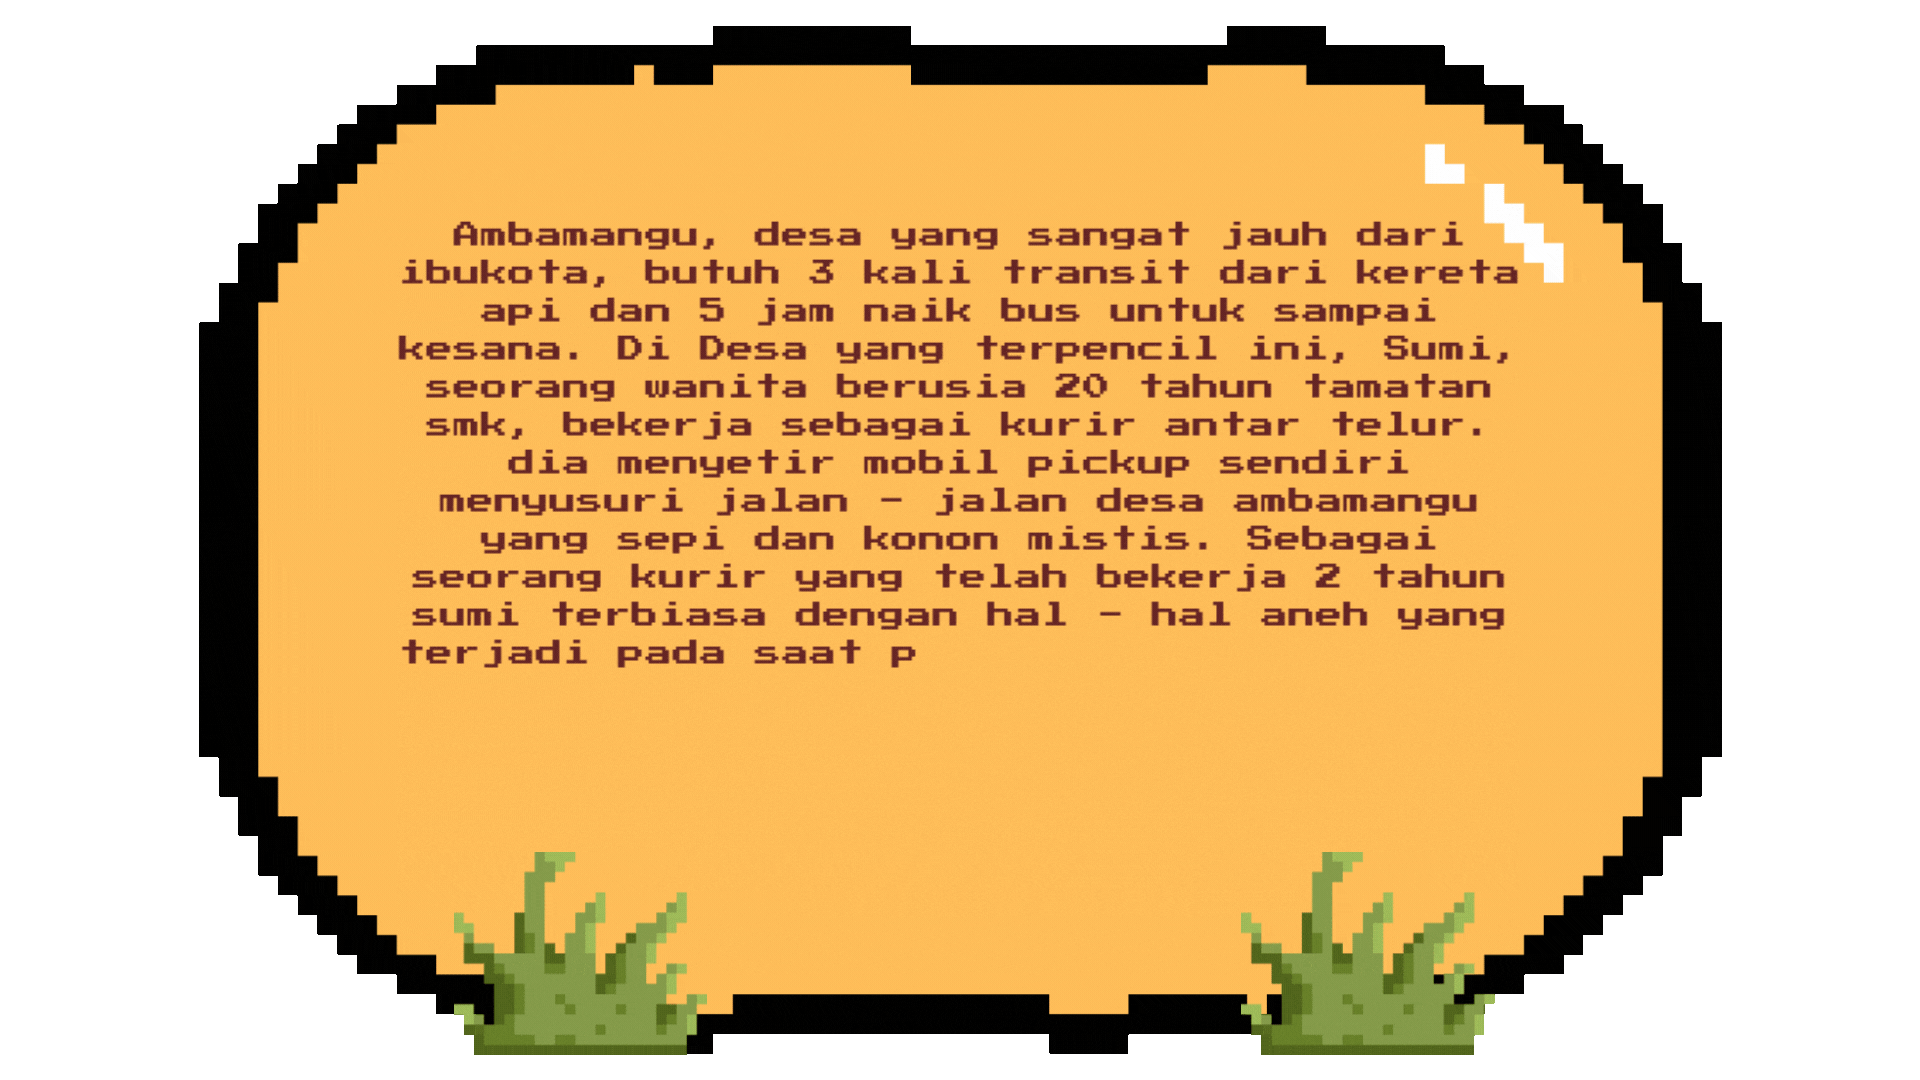 Ambamangu, desa yang sangat jauh dari
ibukota, butuh 3 kali transit dari kereta
api dan 5 jam naik bus untuk sampai
kesana. Di Desa yang terpencil ini, Sumi,
seorang wanita berusia 20 tahun tamatan
smk, bekerja sebagai kurir antar telur.
dia menyetir mobil pickup sendiri
menyusuri jalan - jalan desa ambamangu
yang sepi dan konon mistis. Sebagai
seorang kurir yang telah bekerja 2 tahun
sumi terbiasa dengan hal - hal aneh yang
terjadi pada saat p